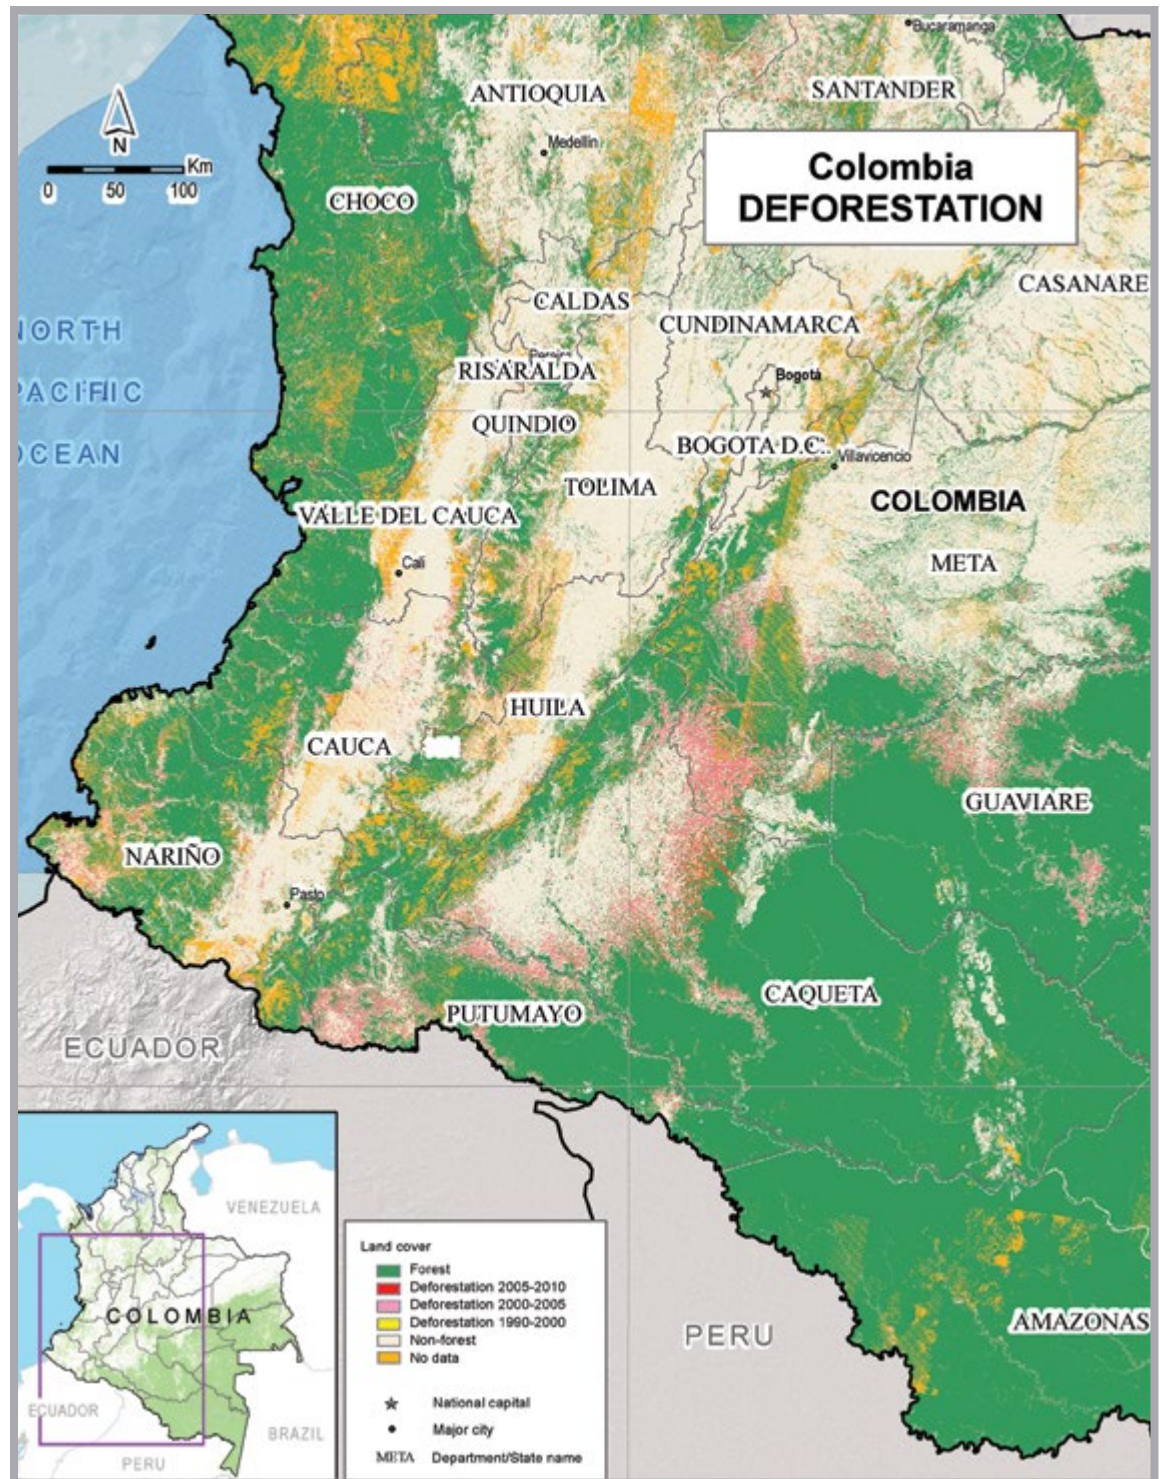 Bucaramanga
ANTIOQUIA
SANTANDER
Medellín
N
Km
0 50 100
Colombia
DEFORESTATION
CHOCO
CASANARE
CALDAS
CUNDINAMARCA
NORTH
PACIFIC
OCEAN
Pereira
RISARALDA
Bogotá
QUINDIO
BOGOTA D.C.
Villavicencio
TOLIMA
COLOMBIA
VALLE DEL CAUCA
META
Cali
HUILA
CAUCA
GUAVIARE
NARIÑO
Pasto
CAQUETÁ
PUTUMAYO
ECUADOR
PERU
AMAZONAS
VENEZUELA
COLOMBIA
ECUADOR
BRAZIL
PERU
Land cover
Forest
Deforestation 2005-2010
Deforestation 2000-2005
Deforestation 1990-2000
Non-forest
No data
National capital
Major city
META Department/State name